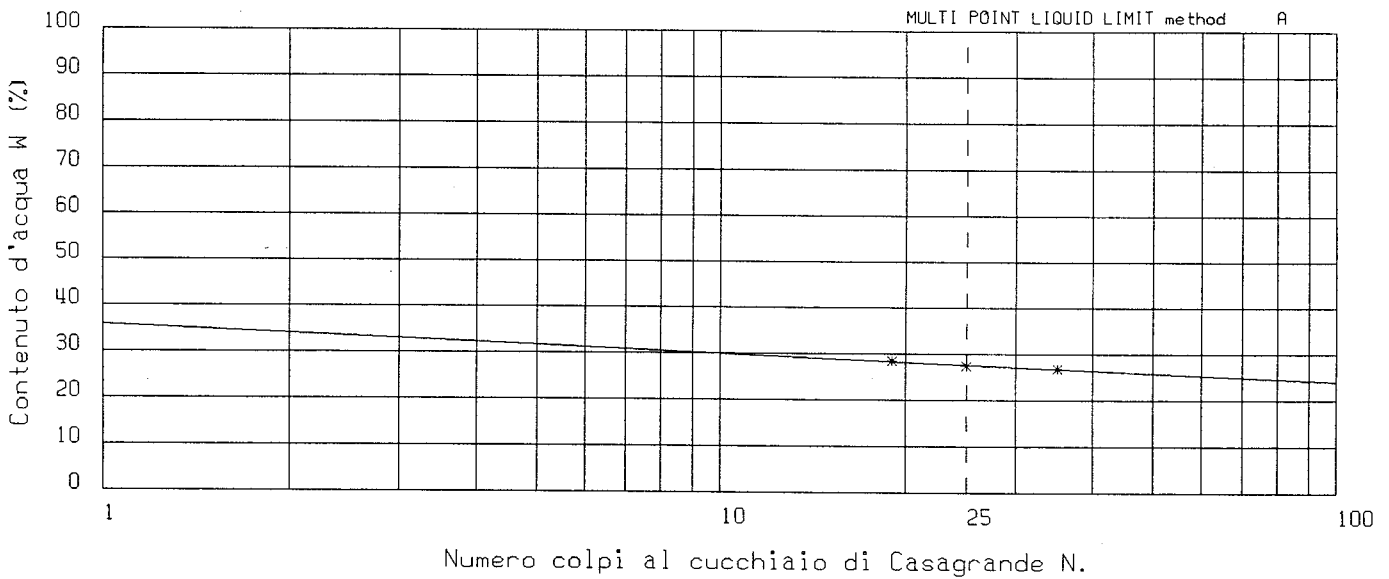 MULTI POINT LIQUID LIMIT method A
Contenuto d'acqua W (%)
100
90
80
70
60
50
40
30
20
10
0
1 10 25 100
Numero colpi al cucchiaio di Casagrande N.